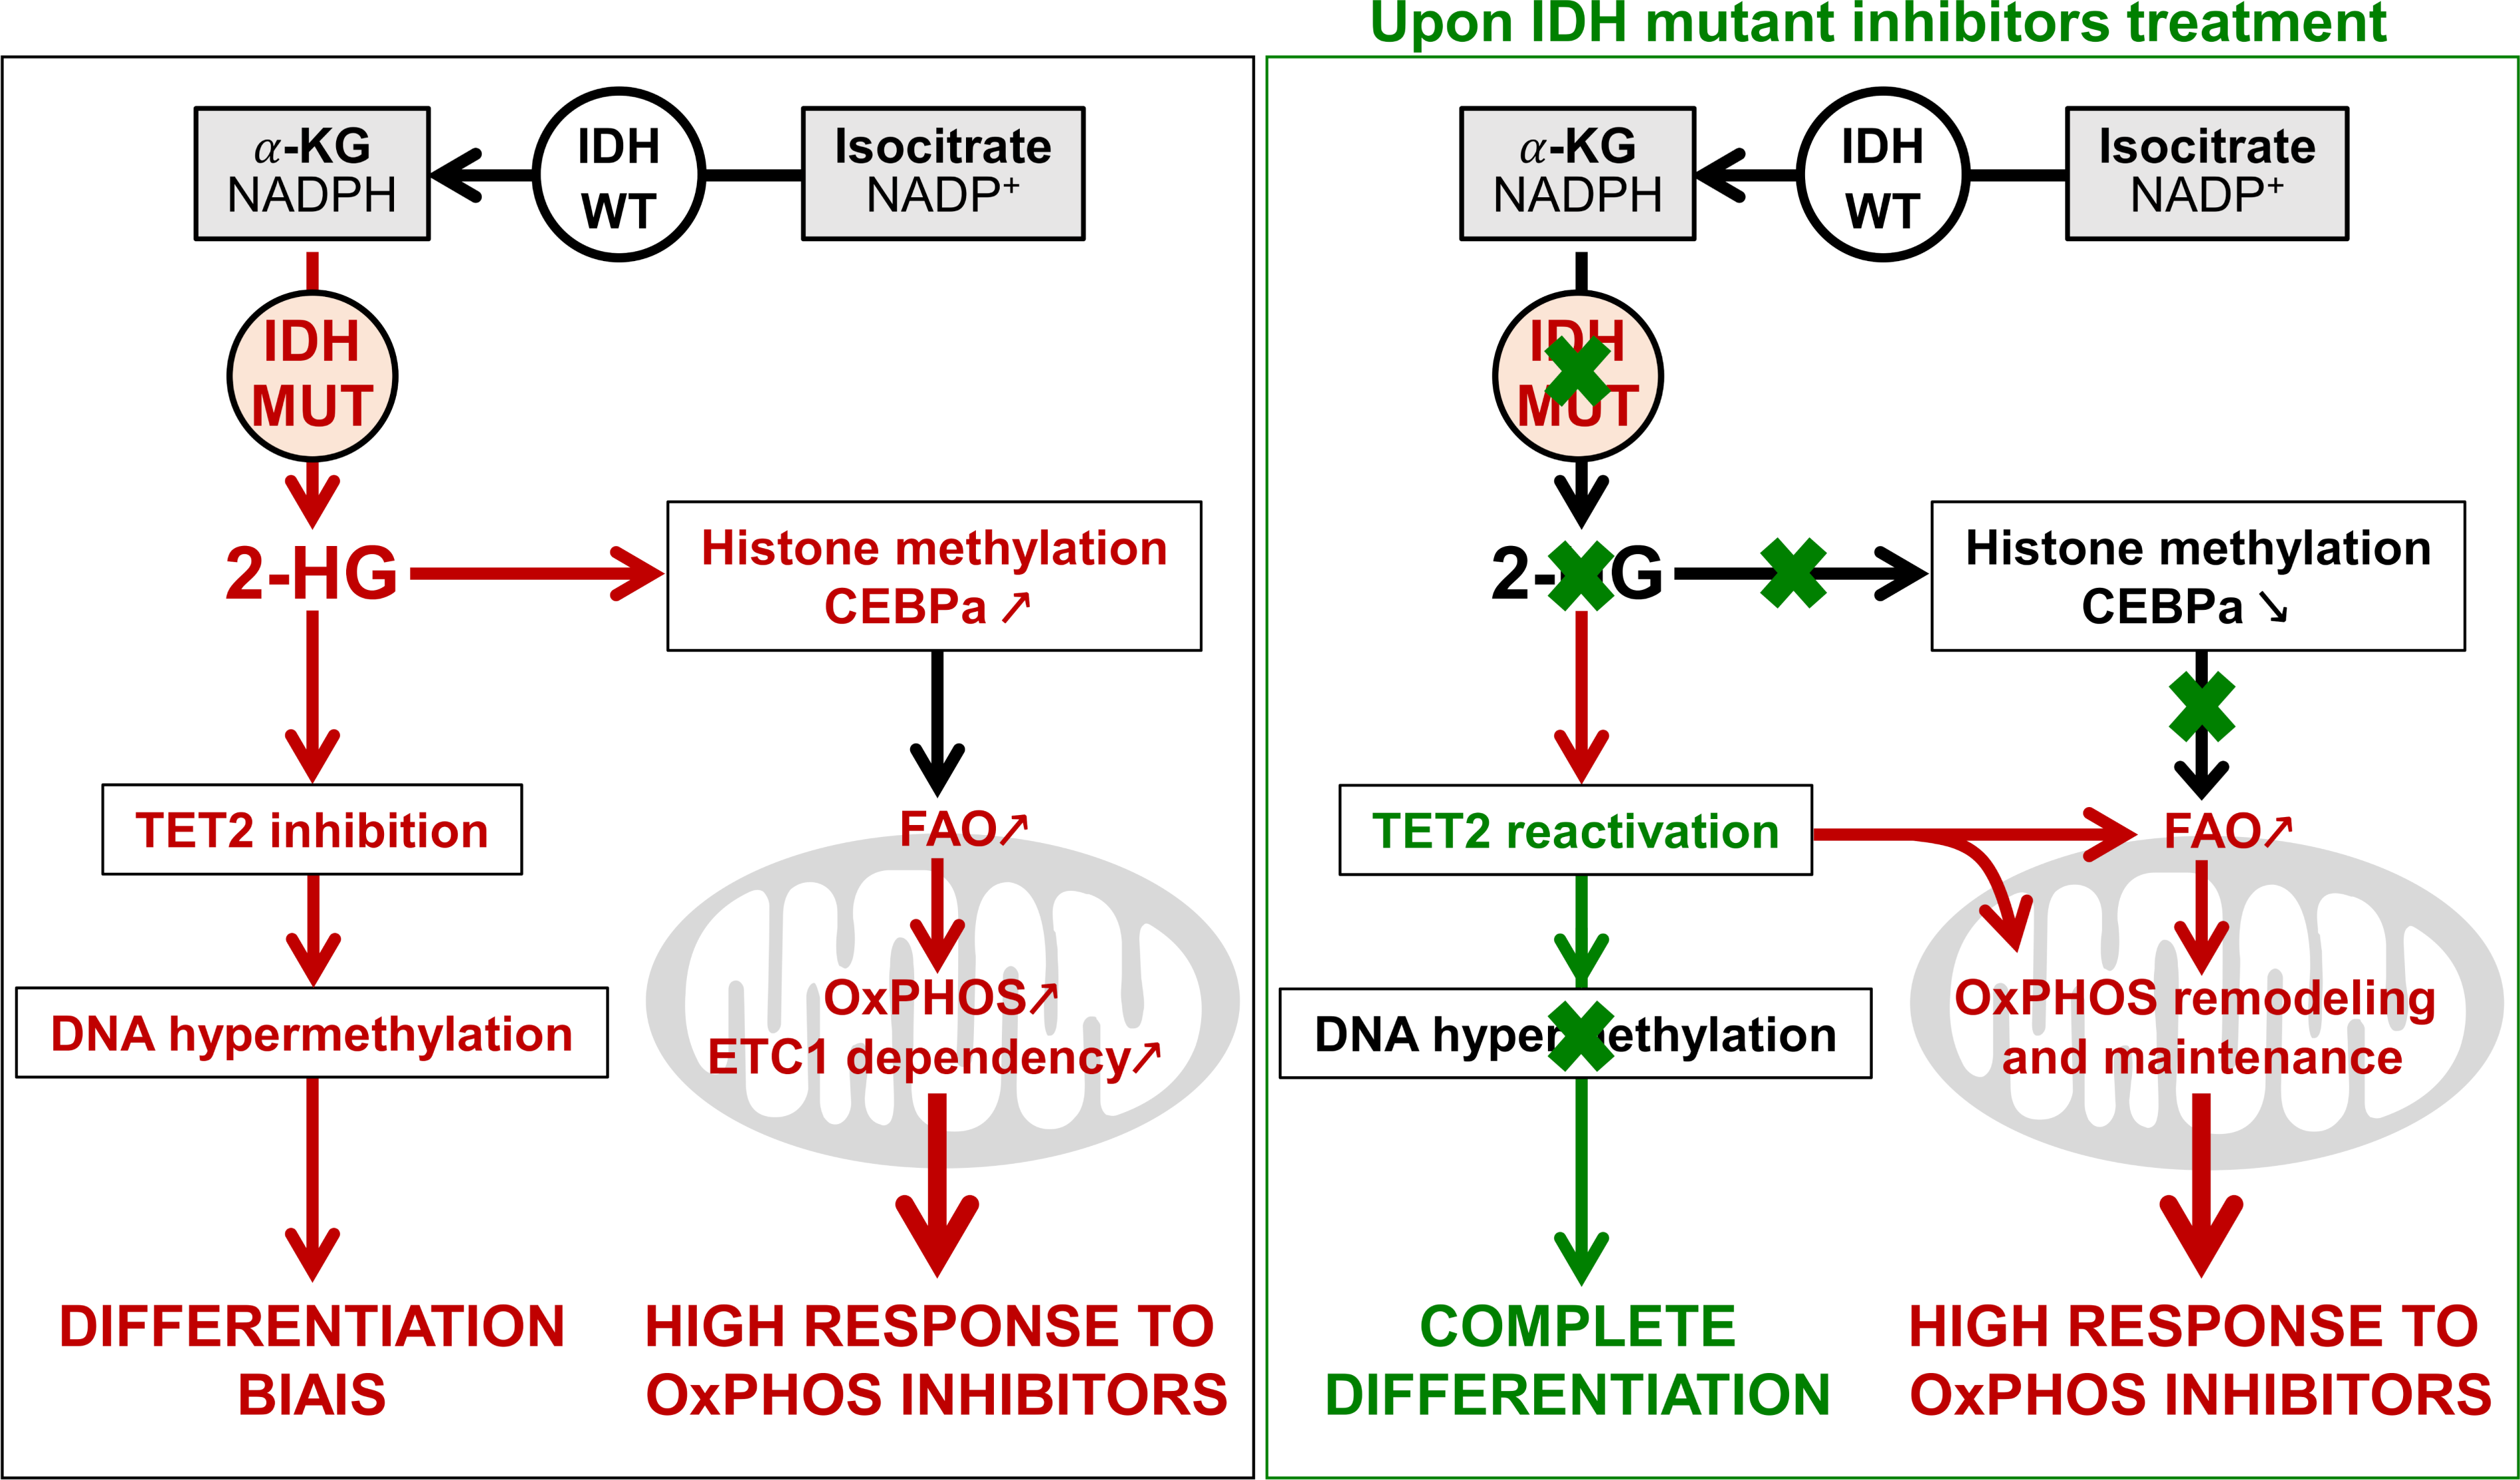 Upon IDH mutant inhibitors treatment
α-KG
NADPH
IDH
WT
Isocitrate
NADP⁺
IDH
MUT
2-HG
Histone methylation
CEBPa ↗
TET2 inhibition
FAO↗
DNA hypermethylation
OxPHOS↗
ETC1 dependency↗
DIFFERENTIATION
BIAIS
HIGH RESPONSE TO
OxPHOS INHIBITORS
α-KG
NADPH
IDH
WT
Isocitrate
NADP⁺
IDH
MUT
2-HG
Histone methylation
CEBPa ↘
TET2 reactivation
FAO↗
DNA hypermethylation
OxPHOS remodeling
and maintenance
COMPLETE
DIFFERENTIATION
HIGH RESPONSE TO
OxPHOS INHIBITORS